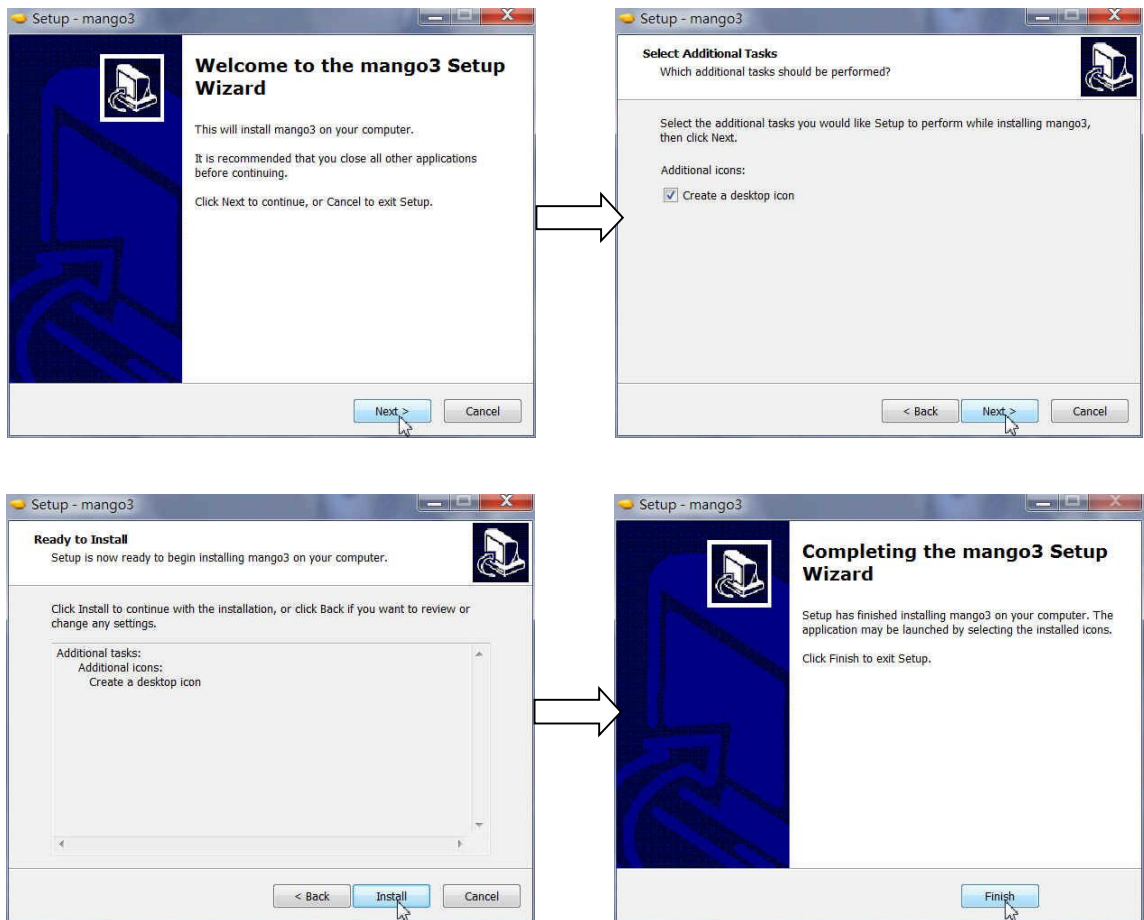 Setup - mango3
Welcome to the mango3 Setup
Wizard
This will install mango3 on your computer.
It is recommended that you close all other applications
before continuing.
Click Next to continue, or Cancel to exit Setup.
Next >
Cancel
Setup - mango3
Select Additional Tasks
Which additional tasks should be performed?
Select the additional tasks you would like Setup to perform while installing mango3,
then click Next.
Additional icons:
Create a desktop icon
< Back
Next >
Cancel
Setup - mango3
Ready to Install
Setup is now ready to begin installing mango3 on your computer.
Click Install to continue with the installation, or click Back if you want to review or
change any settings.
Additional tasks:
Additional icons:
Create a desktop icon
< Back
Install
Cancel
Setup - mango3
Completing the mango3 Setup
Wizard
Setup has finished installing mango3 on your computer. The
application may be launched by selecting the installed icons.
Click Finish to exit Setup.
Finish